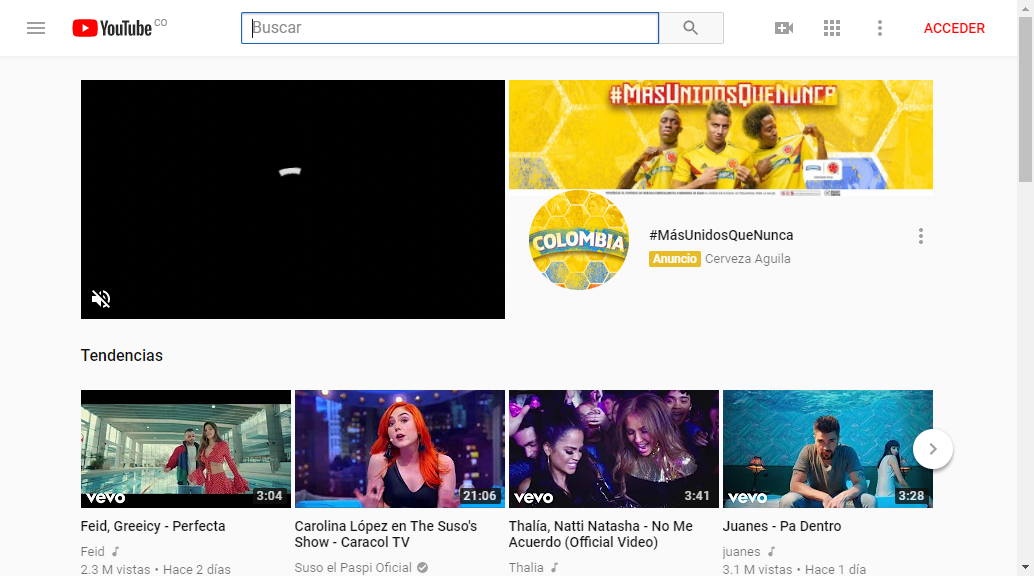 YouTube CO
Buscar
ACCEDER
#MÁSUNIDOSQUENUNCA
COLOMBIA
#MásUnidosQueNunca
Anuncio Cerveza Aguila
Tendencias
vevo 3:04
21:06
vevo 3:41
vevo 3:28
Feid, Greeicy - Perfecta
Feid
2.3 M vistas • Hace 2 días
Carolina López en The Suso's
Show - Caracol TV
Suso el Paspi Oficial
Thalía, Natti Natasha - No Me
Acuerdo (Official Video)
Thalia
Juanes - Pa Dentro
juanes
3.1 M vistas • Hace 1 día